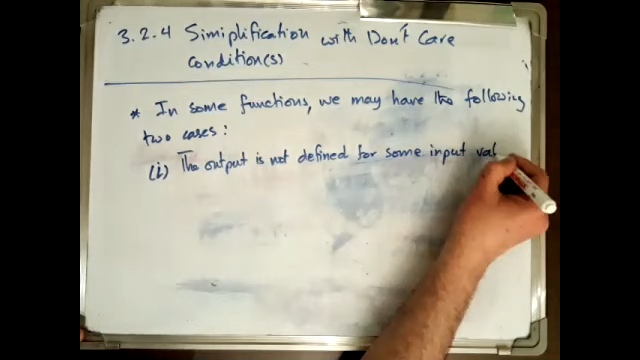 3.2.4 Simiplification with Don't Care
condition(s)
* In some functions, we may have the following
two cases:
(i) The output is not defined for some input val